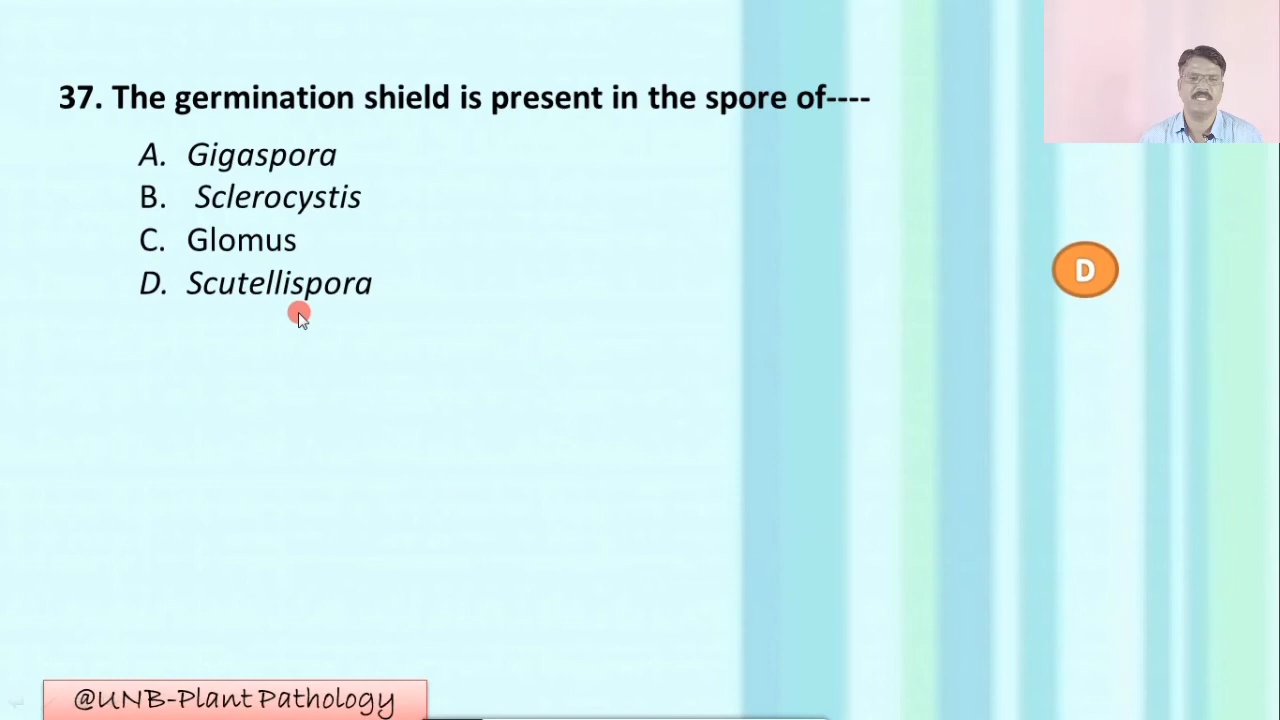 37. The germination shield is present in the spore of----
A. Gigaspora
B. Sclerocystis
C. Glomus
D. Scutellispora
D
@UNB-Plant Pathology